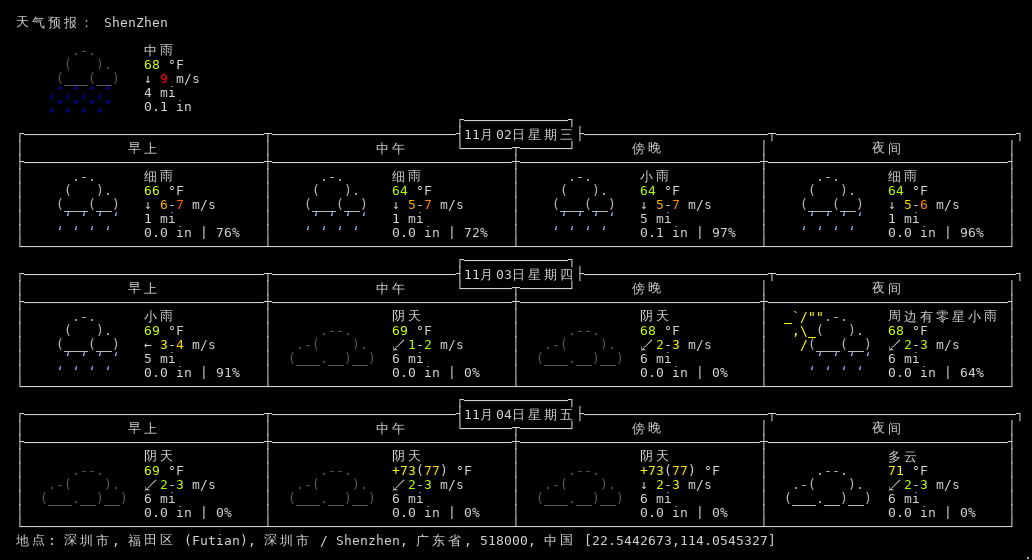 天气预报： ShenZhen
中雨
68 °F
↓ 9 m/s
4 mi
0.1 in
11月02日星期三
早上 中午 傍晚 夜间
细雨 细雨 小雨 细雨
66 °F 64 °F 64 °F 64 °F
↓ 6-7 m/s ↓ 5-7 m/s ↓ 5-7 m/s ↓ 5-6 m/s
1 mi 1 mi 5 mi 1 mi
0.0 in | 76% 0.0 in | 72% 0.1 in | 97% 0.0 in | 96%
11月03日星期四
早上 中午 傍晚 夜间
小雨 阴天 阴天 周边有零星小雨
69 °F 69 °F 68 °F 68 °F
← 3-4 m/s ↙ 1-2 m/s ↙ 2-3 m/s ↙ 2-3 m/s
5 mi 6 mi 6 mi 6 mi
0.0 in | 91% 0.0 in | 0% 0.0 in | 0% 0.0 in | 64%
11月04日星期五
早上 中午 傍晚 夜间
阴天 阴天 阴天 多云
69 °F +73(77) °F +73(77) °F 71 °F
↙ 2-3 m/s ↙ 2-3 m/s ↓ 2-3 m/s ↙ 2-3 m/s
6 mi 6 mi 6 mi 6 mi
0.0 in | 0% 0.0 in | 0% 0.0 in | 0% 0.0 in | 0%
地点: 深圳市, 福田区 (Futian), 深圳市 / Shenzhen, 广东省, 518000, 中国 [22.5442673,114.0545327]